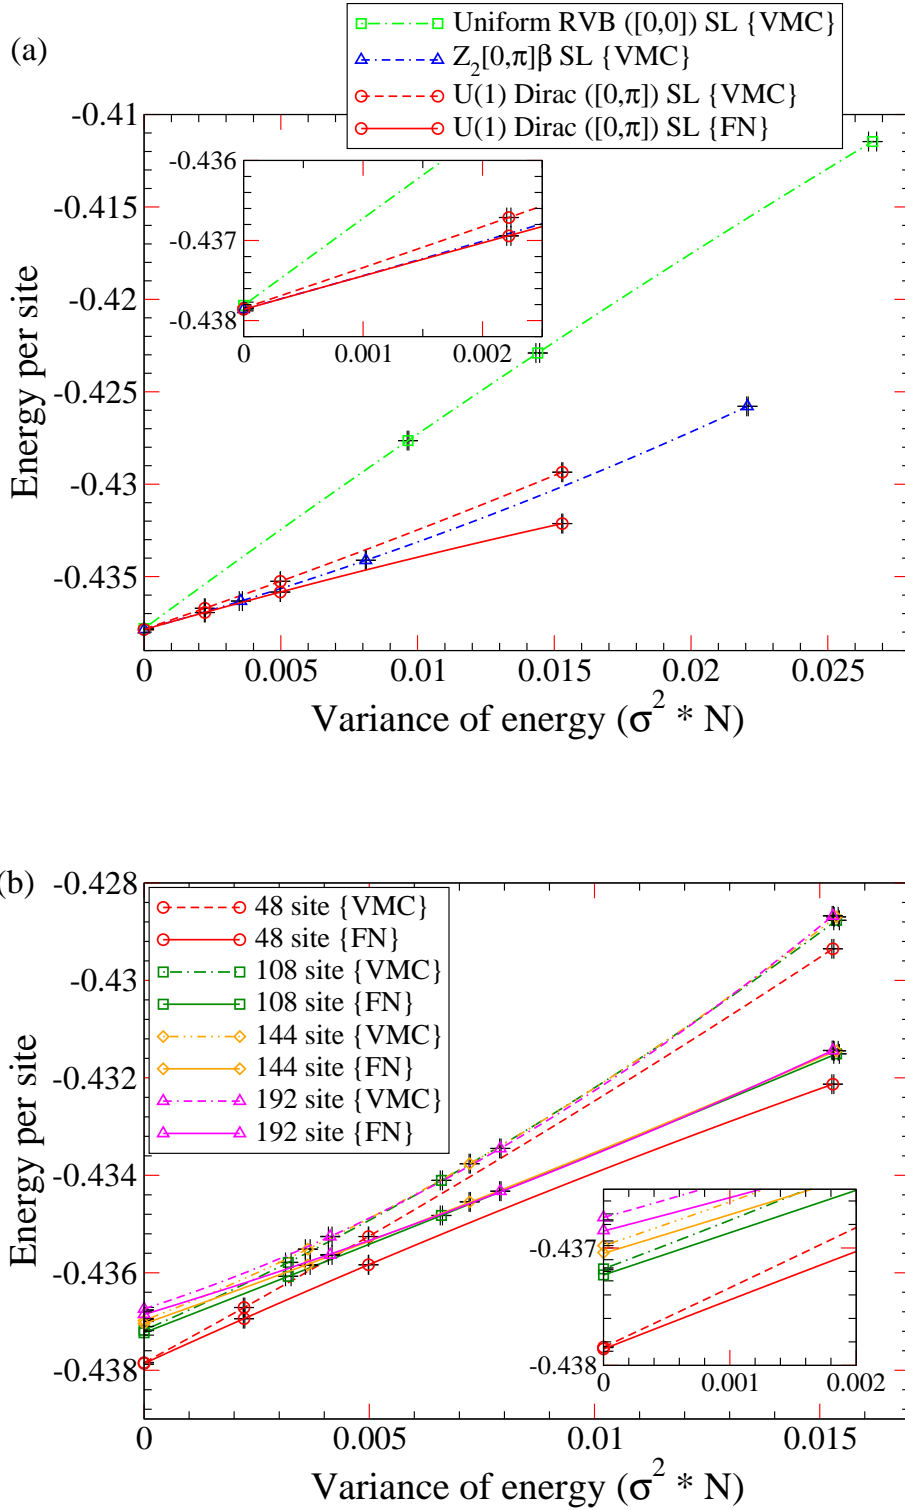 (a)
Uniform RVB ([0,0]) SL {VMC}
Z2[0,π]β SL {VMC}
U(1) Dirac ([0,π]) SL {VMC}
U(1) Dirac ([0,π]) SL {FN}
-0.41
-0.415
-0.42
-0.425
-0.43
-0.435
Energy per site
-0.436
-0.437
-0.438
0 0.001 0.002
0 0.005 0.01 0.015 0.02 0.025
Variance of energy (σ^2 * N)
(b)
-0.428
-0.43
-0.432
-0.434
-0.436
-0.438
Energy per site
48 site {VMC}
48 site {FN}
108 site {VMC}
108 site {FN}
144 site {VMC}
144 site {FN}
192 site {VMC}
192 site {FN}
-0.437
-0.438
0 0.001 0.002
0 0.005 0.01 0.015
Variance of energy (σ^2 * N)